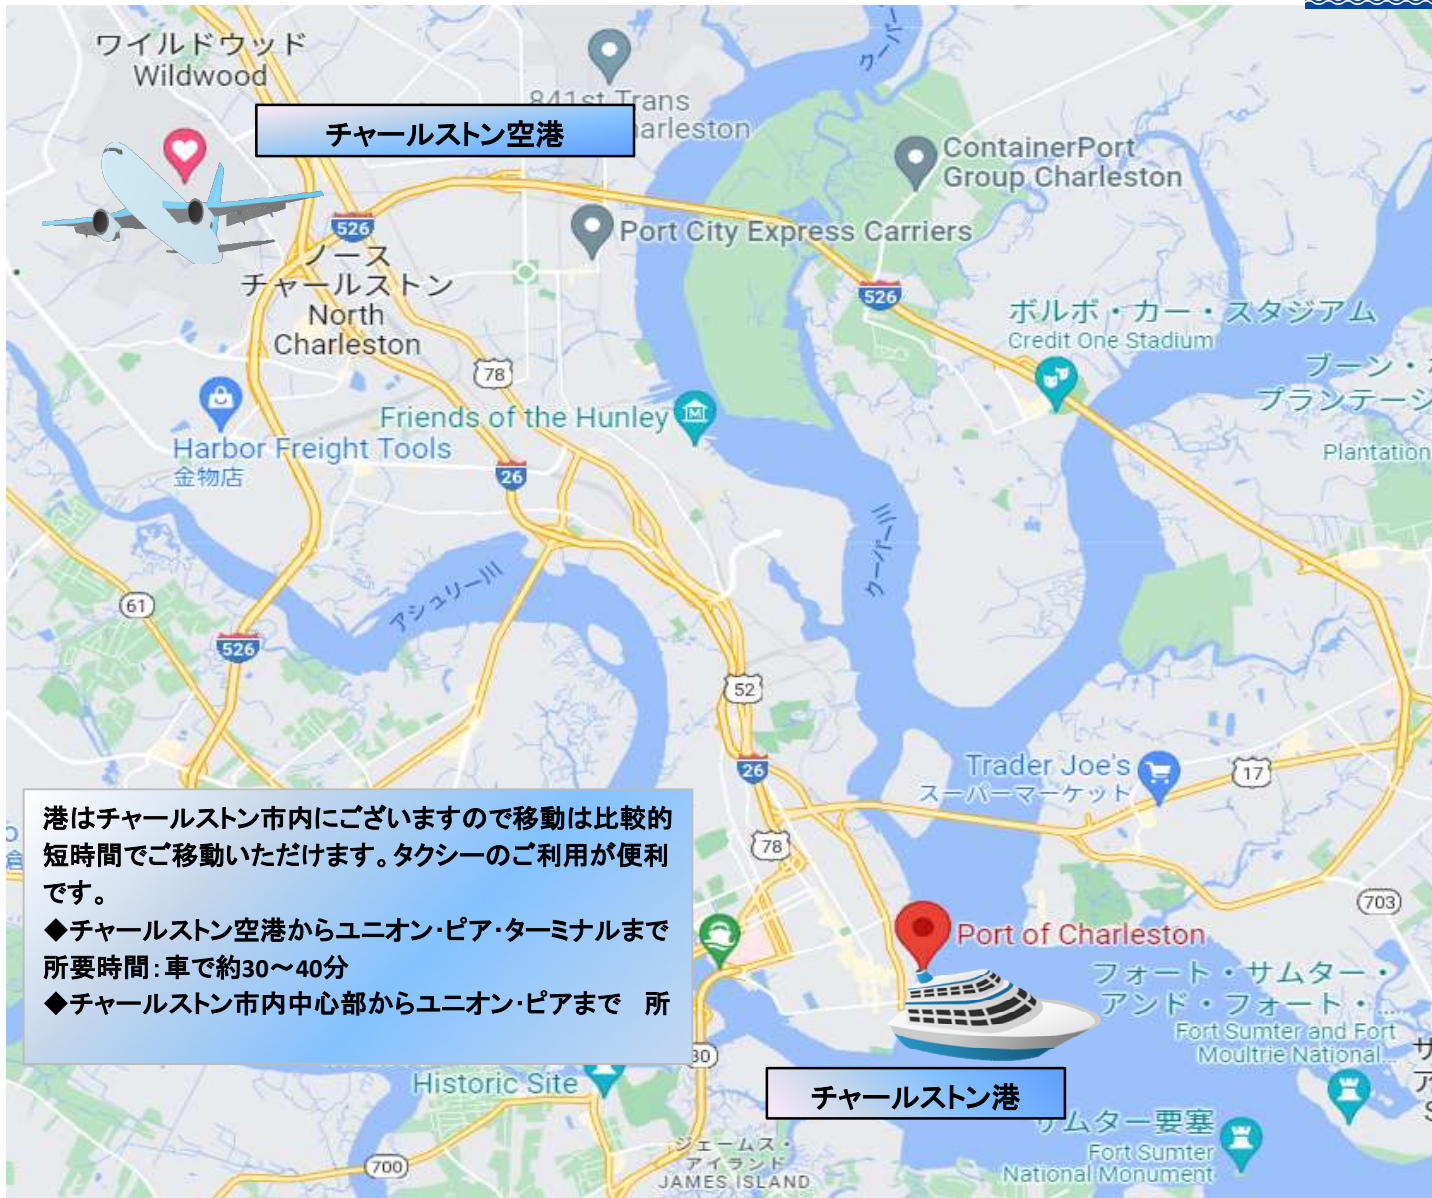 ワイルドウッド
Wildwood
841st Trans
arleston
チャールストン空港
クーパ
ContainerPort
Group Charleston
526
Port City Express Carriers
ノース
チャールストン
North
Charleston
526
ボルボ・カー・スタジアム
Credit One Stadium
ブーン・
プランテーシ
Plantation
78
Friends of the Hunley
Harbor Freight Tools
金物店
26
クーパー川
アシュリー川
61
526
52
26
Trader Joe's
スーパーマーケット
17
港はチャールストン市内にございますので移動は比較的
短時間でご移動いただけます。タクシーのご利用が便利
です。
◆チャールストン空港からユニオン・ピア・ターミナルまで
所要時間：車で約30～40分
◆チャールストン市内中心部からユニオン・ピアまで　所
78
703
Port of Charleston
フォート・サムター・
アンド・フォート・...
Fort Sumter and Fort
Moultrie National...
30
Historic Site
チャールストン港
サムター要塞
Fort Sumter
National Monument
ジェームス・
アイランド
JAMES ISLAND
700
サ
ア
S